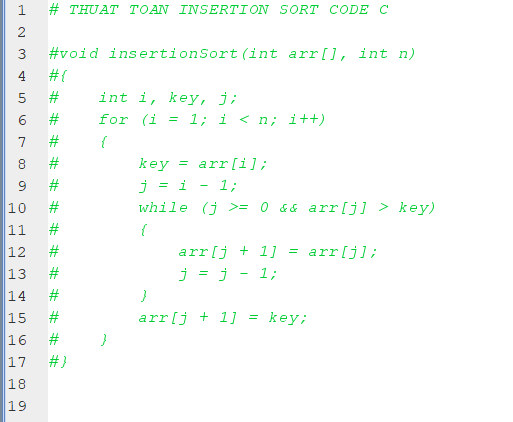 1 # THUAT TOAN INSERTION SORT CODE C
2
3 #void insertionSort(int arr[], int n)
4 #{
5 #    int i, key, j;
6 #    for (i = 1; i < n; i++)
7 #    {
8 #        key = arr[i];
9 #        j = i - 1;
10 #        while (j >= 0 && arr[j] > key)
11 #        {
12 #            arr[j + 1] = arr[j];
13 #            j = j - 1;
14 #        }
15 #        arr[j + 1] = key;
16 #    }
17 #}
18
19